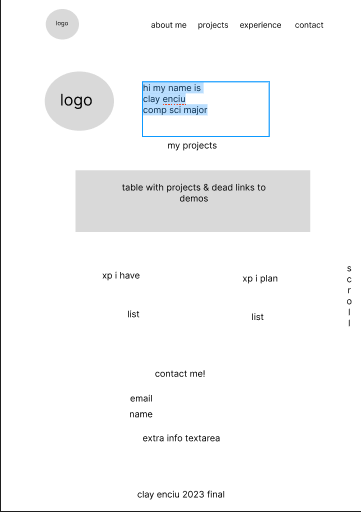 logo
about me projects experience contact
logo
hi my name is
clay enciu
comp sci major
my projects
table with projects & dead links to
demos
xp i have
xp i plan
list
list
s
c
r
o
l
l
contact me!
email
name
extra info textarea
clay enciu 2023 final